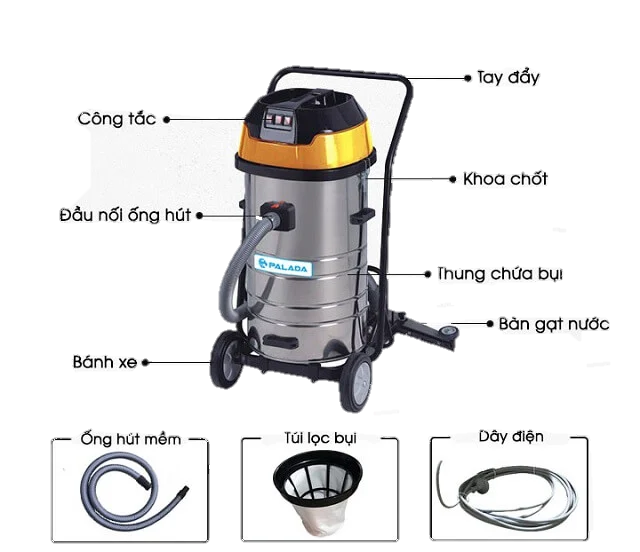 Tay đẩy
Công tắc
Khoa chốt
Đầu nối ống hút
PALADA
Thung chứa bụi
Bàn gạt nước
Bánh xe
Ống hút mềm
Túi lọc bụi
Dây điện